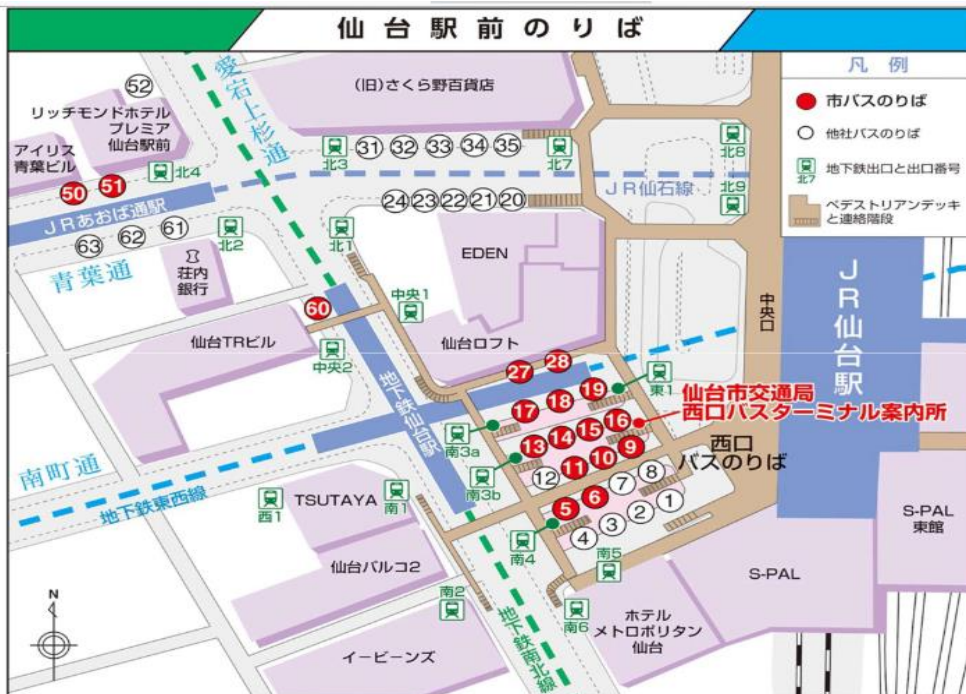 仙台駅前のりば
凡例
市バスのりば
他社バスのりば
北7
地下鉄出口と出口番号
ペデストリアンデッキ
と連絡階段
愛宕上杉通
(旧)さくら野百貨店
52
リッチモンドホテル
プレミア
仙台駅前
アイリス
青葉ビル
50
51
北4
北3
31
32
33
34
35
北7
北8
北9
JR仙石線
JRあおば通駅
63
62
61
北2
北1
24
23
22
21
20
青葉通
荘内
銀行
EDEN
中央1
60
仙台TRビル
中央2
仙台ロフト
地下鉄仙台駅
中央口
JR仙台駅
27
28
東1
17
18
19
仙台市交通局
西口バスターミナル案内所
南3a
13
14
15
16
西口
バスのりば
南3b
12
11
10
9
南町通
地下鉄東西線
西1
TSUTAYA
南1
5
6
7
8
4
3
2
1
南4
南5
仙台パルコ2
南2
南6
地下鉄南北線
イービーンズ
ホテル
メトロポリタン
仙台
S-PAL
S-PAL
東館
N